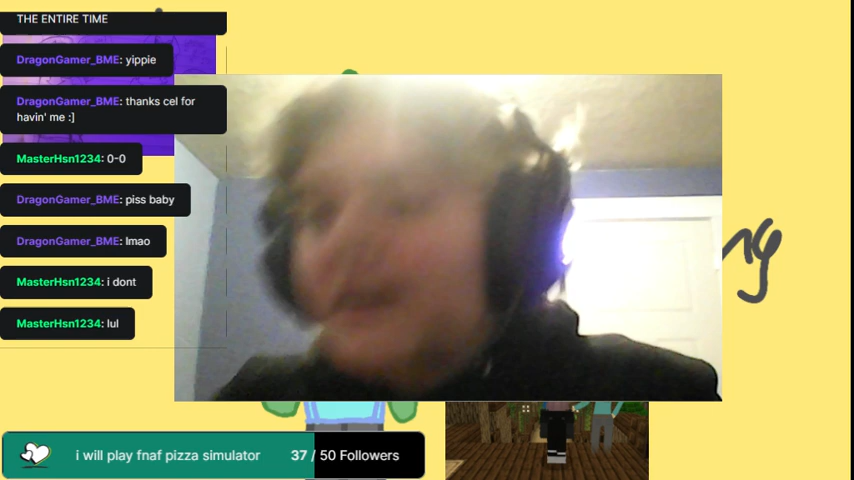 THE ENTIRE TIME
DragonGamer_BME: yippie
DragonGamer_BME: thanks cel for
havin' me :]
MasterHsn1234: 0-0
DragonGamer_BME: piss baby
DragonGamer_BME: lmao
MasterHsn1234: i dont
MasterHsn1234: lul
i will play fnaf pizza simulator 37 / 50 Followers